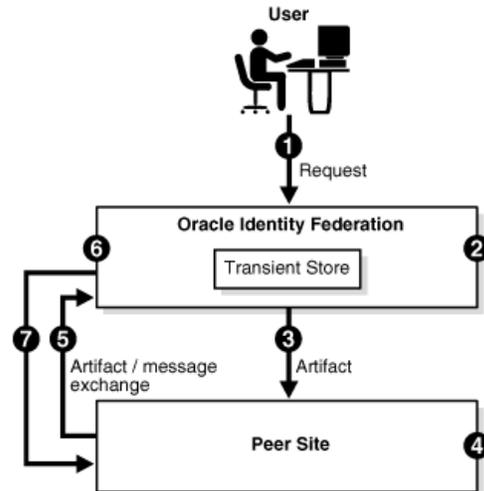 User
1
Request
Oracle Identity Federation
6
2
Transient Store
7
5
3
Artifact / message
exchange
Artifact
Peer Site
4